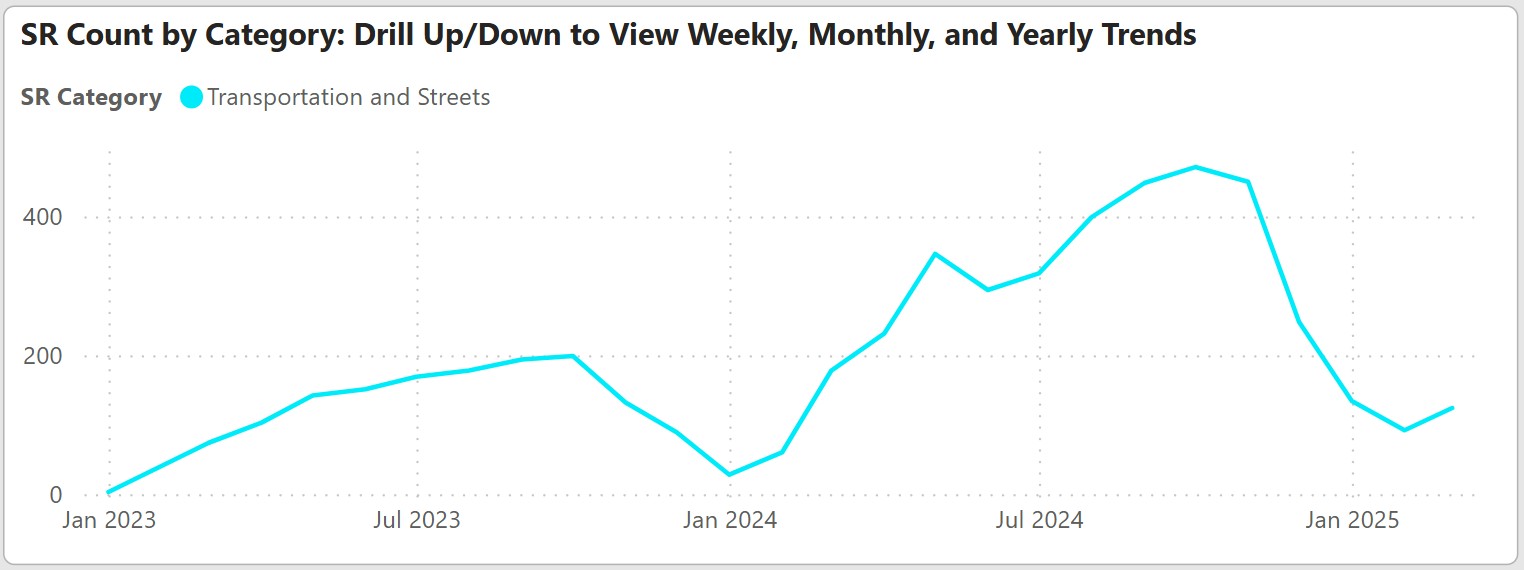 SR Count by Category: Drill Up/Down to View Weekly, Monthly, and Yearly Trends
SR Category Transportation and Streets
400
200
0
Jan 2023 Jul 2023 Jan 2024 Jul 2024 Jan 2025